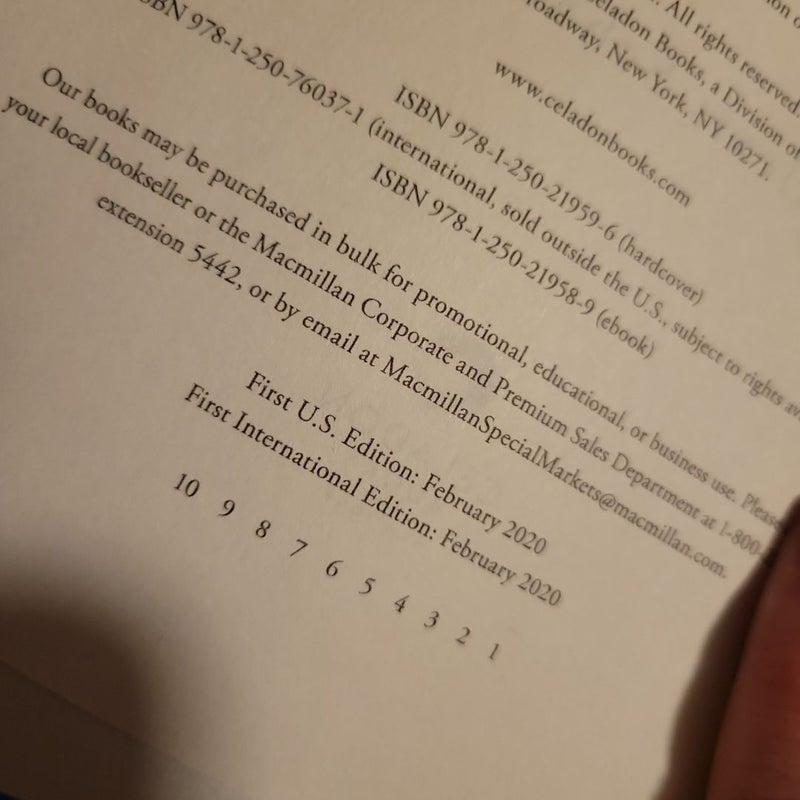 . All rights reserved.
Celadon Books, a Division of
roadway, New York, NY 10271.
www.celadonbooks.com
ISBN 978-1-250-21959-6 (hardcover)
ISBN 978-1-250-76037-1 (international, sold outside the U.S., subject to rights
ISBN 978-1-250-21958-9 (ebook)
Our books may be purchased in bulk for promotional, educational, or business use. Please
your local bookseller or the Macmillan Corporate and Premium Sales Department at 1-800-
extension 5442, or by email at MacmillanSpecialMarkets@macmillan.com.
First U.S. Edition: February 2020
First International Edition: February 2020
10 9 8 7 6 5 4 3 2 1